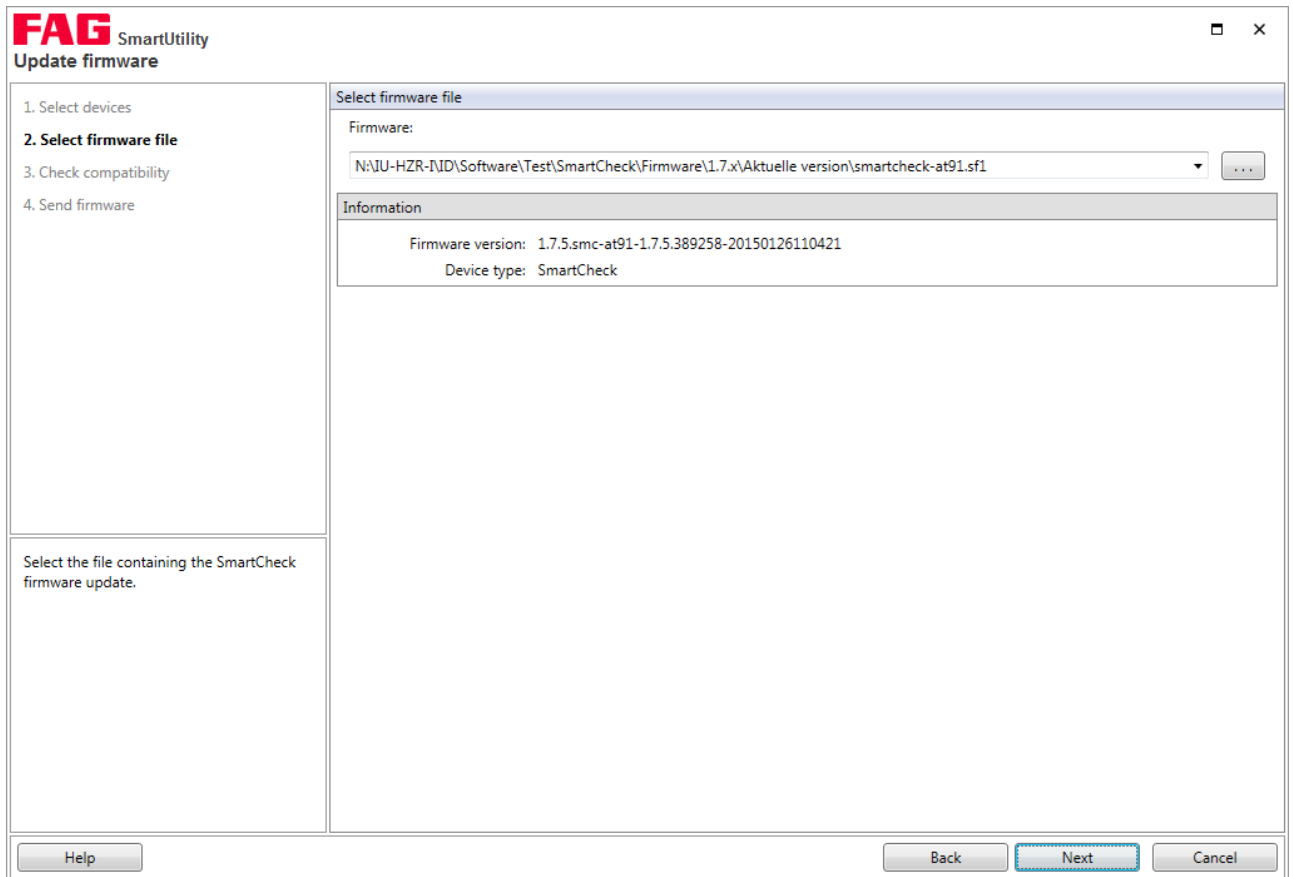 FAG SmartUtility
Update firmware
1. Select devices
2. Select firmware file
3. Check compatibility
4. Send firmware
Select the file containing the SmartCheck
firmware update.
Select firmware file
Firmware:
N:\IU-HZR-I\ID\Software\Test\SmartCheck\Firmware\1.7.x\Aktuelle version\smartcheck-at91.sf1
...
Information
Firmware version: 1.7.5.smc-at91-1.7.5.389258-20150126110421
Device type: SmartCheck
Help
Back
Next
Cancel